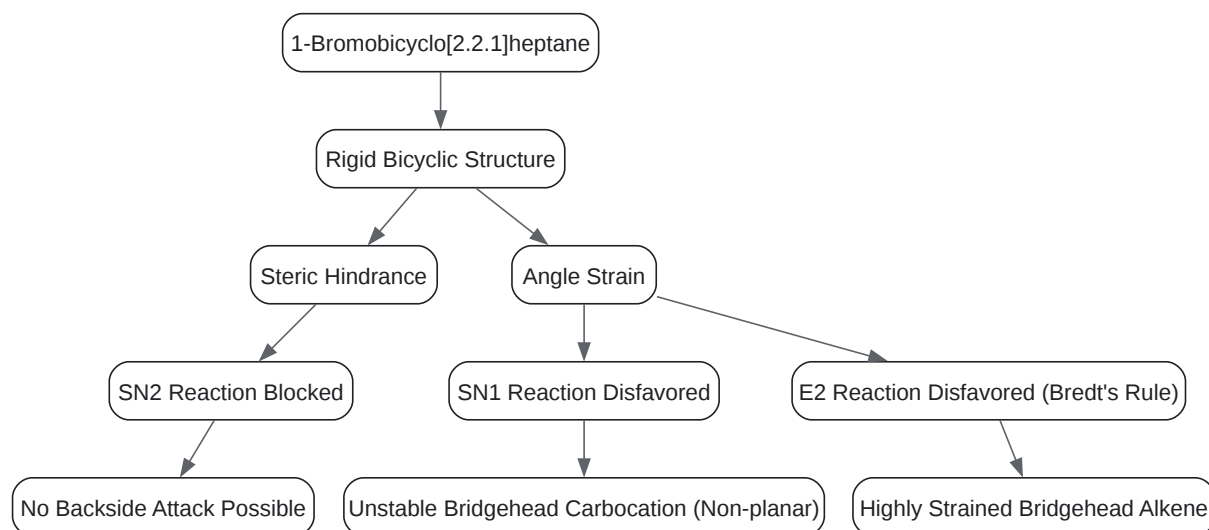 1-Bromobicyclo[2.2.1]heptane
Rigid Bicyclic Structure
Steric Hindrance
Angle Strain
SN2 Reaction Blocked
SN1 Reaction Disfavored
E2 Reaction Disfavored (Bredt's Rule)
No Backside Attack Possible
Unstable Bridgehead Carbocation (Non-planar)
Highly Strained Bridgehead Alkene